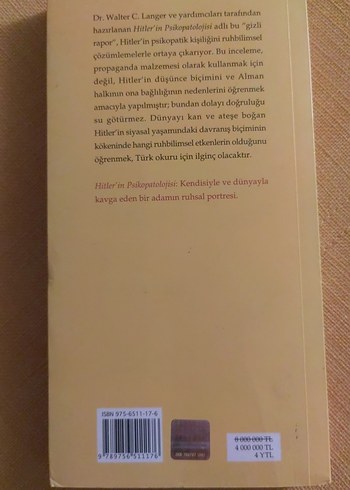 Dr. Walter C. Langer ve yardımcıları tarafından
hazırlanan Hitler'in Psikopatolojisi adlı bu "gizli
rapor", Hitler'in psikopatik kişiliğini ruhbilimsel
çözümlemelerle ortaya çıkarıyor. Bu inceleme,
propaganda malzemesi olarak kullanmak için
değil, Hitler'in düşünce biçimini ve Alman
halkının ona bağlılığının nedenlerini öğrenmek
amacıyla yapılmıştır; bundan dolayı doğruluğu
su götürmez. Dünyayı kan ve ateşe boğan
Hitler'in siyasal yaşamındaki davranış biçiminin
kökeninde hangi ruhbilimsel etkenlerin olduğunu
öğrenmek, Türk okuru için ilginç olacaktır.
Hitler'in Psikopatolojisi: Kendisiyle ve dünyayla
kavga eden bir adamın ruhsal portresi.
ISBN 975-6511-17-6
9 789756 511176
8 000 000 TL
4 000 000 TL
4 YTL